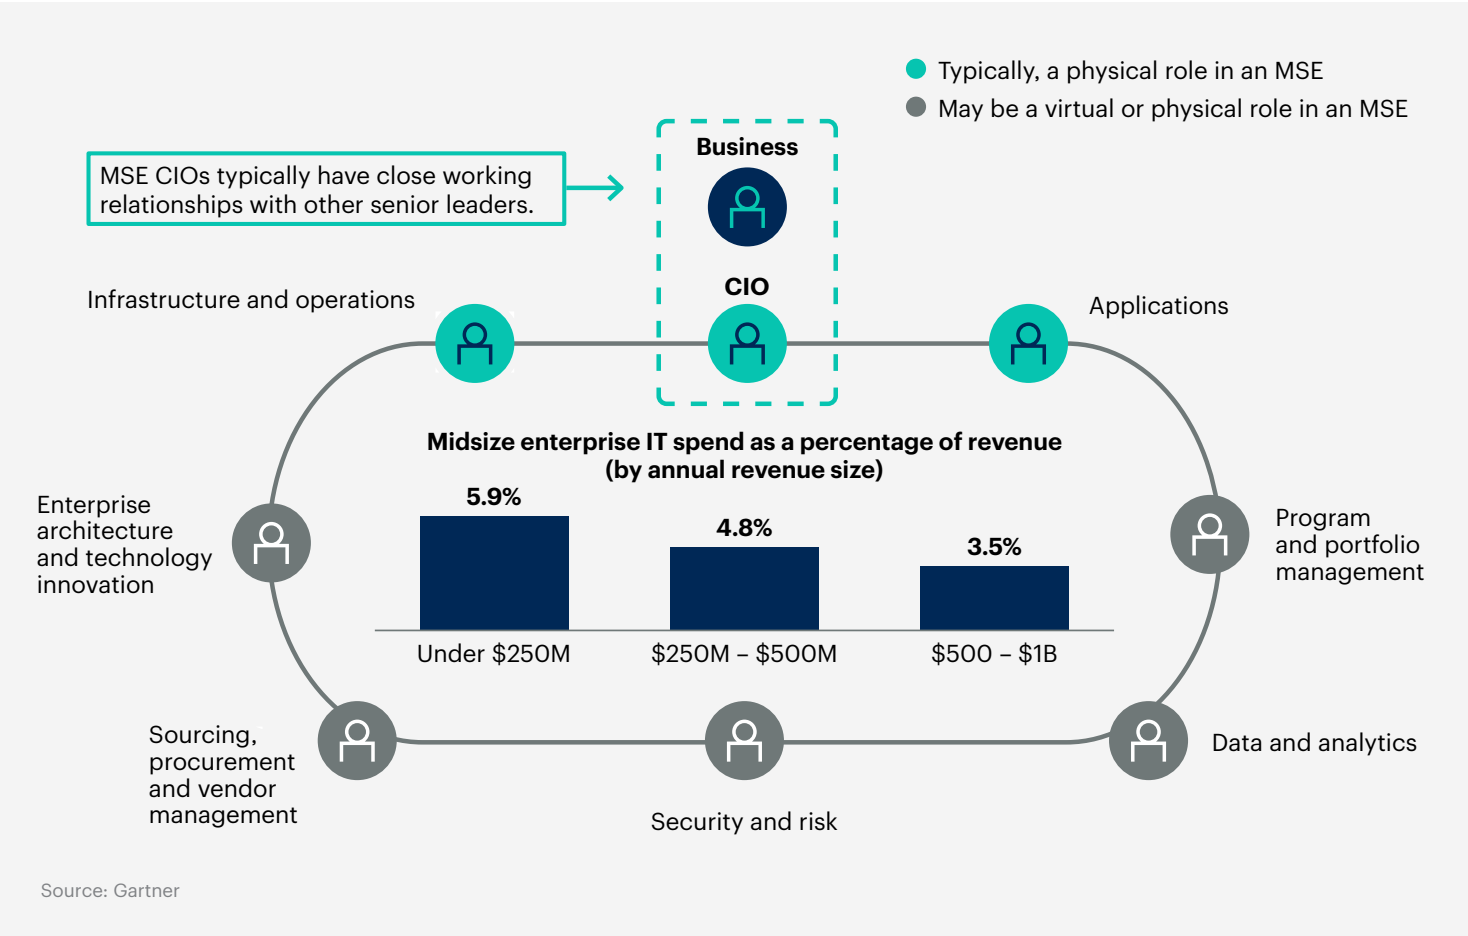 Typically, a physical role in an MSE
May be a virtual or physical role in an MSE
Business
MSE CIOs typically have close working
relationships with other senior leaders.
CIO
Infrastructure and operations
Applications
Midsize enterprise IT spend as a percentage of revenue
(by annual revenue size)
5.9%
4.8%
3.5%
Under $250M
$250M – $500M
$500 – $1B
Enterprise
architecture
and technology
innovation
Program
and portfolio
management
Sourcing,
procurement
and vendor
management
Security and risk
Data and analytics
Source: Gartner